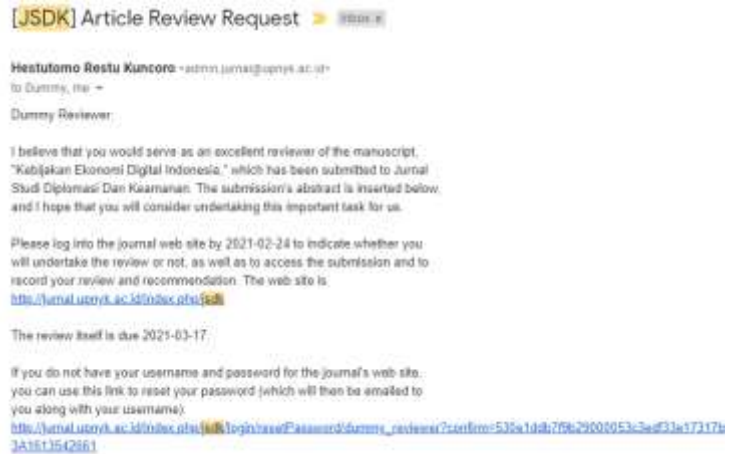 [JSDK] Article Review Request
Inbox x
Hestutomo Restu Kuncoro <admin.jurnal@upnyk.ac.id>
to Dummy, me
Dummy Reviewer:
I believe that you would serve as an excellent reviewer of the manuscript,
"Kebijakan Ekonomi Digital Indonesia," which has been submitted to Jurnal
Studi Diplomasi Dan Keamanan. The submission's abstract is inserted below,
and I hope that you will consider undertaking this important task for us.
Please log into the journal web site by 2021-02-24 to indicate whether you
will undertake the review or not, as well as to access the submission and to
record your review and recommendation. The web site is
http://jurnal.upnyk.ac.id/index.php/jsdk
The review itself is due 2021-03-17.
If you do not have your username and password for the journal's web site,
you can use this link to reset your password (which will then be emailed to
you along with your username).
http://jurnal.upnyk.ac.id/index.php/jsdk/login/resetPassword/dummy_reviewer?confirm=
3A1613542661